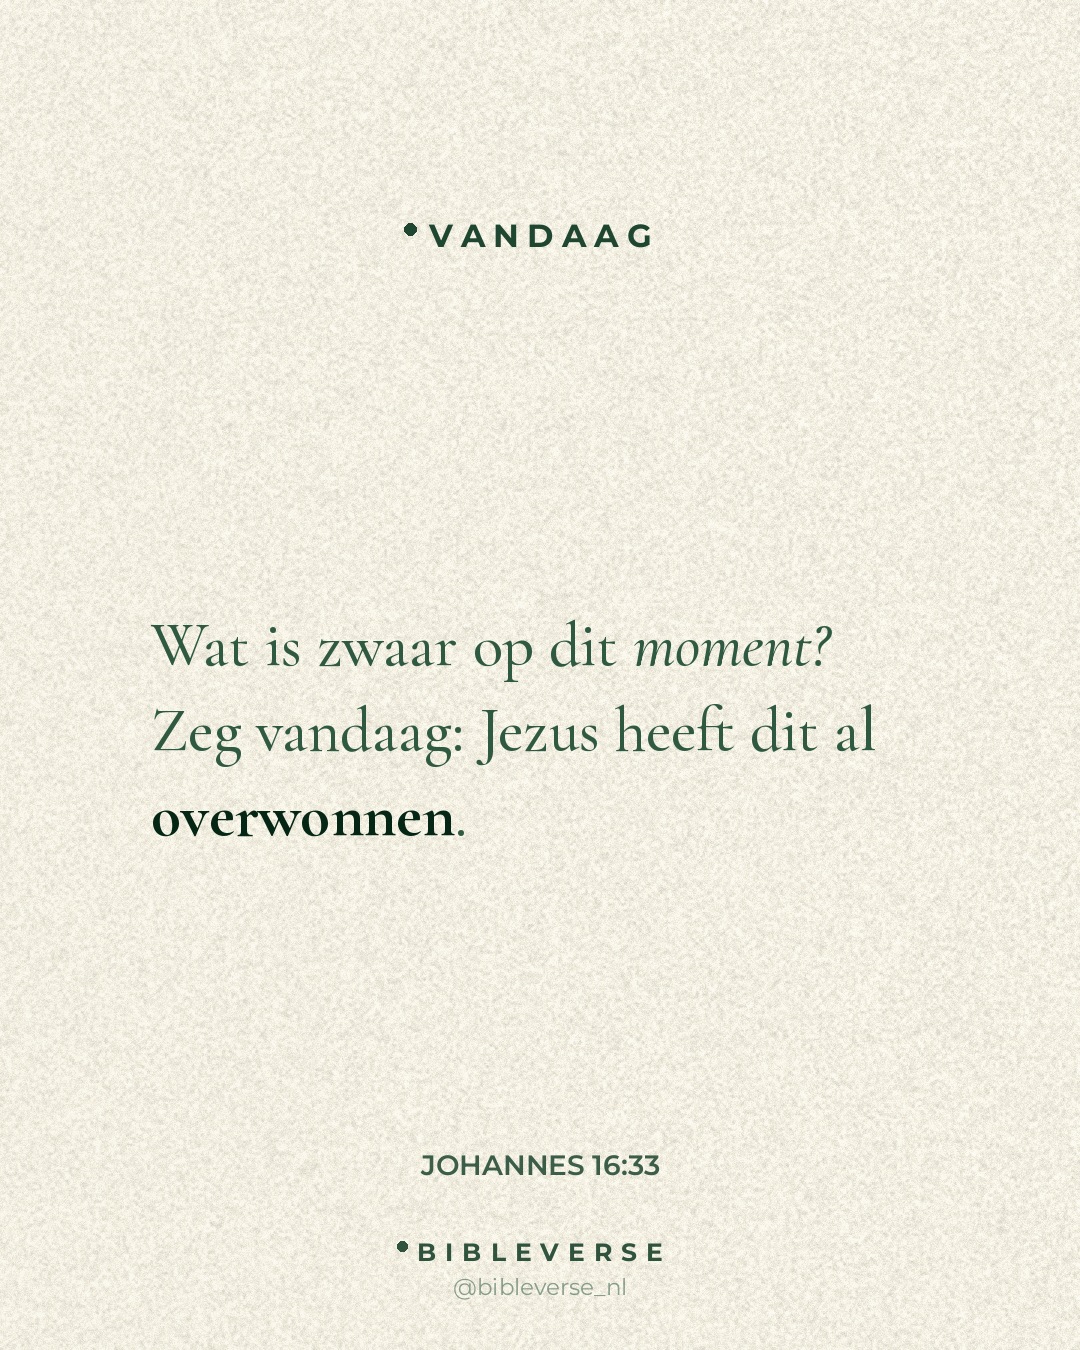 VANDAAG
Wat is zwaar op dit moment?
Zeg vandaag: Jezus heeft dit al
overwonnen.
JOHANNES 16:33
BIBLEVERSE
@bibleverse_nl